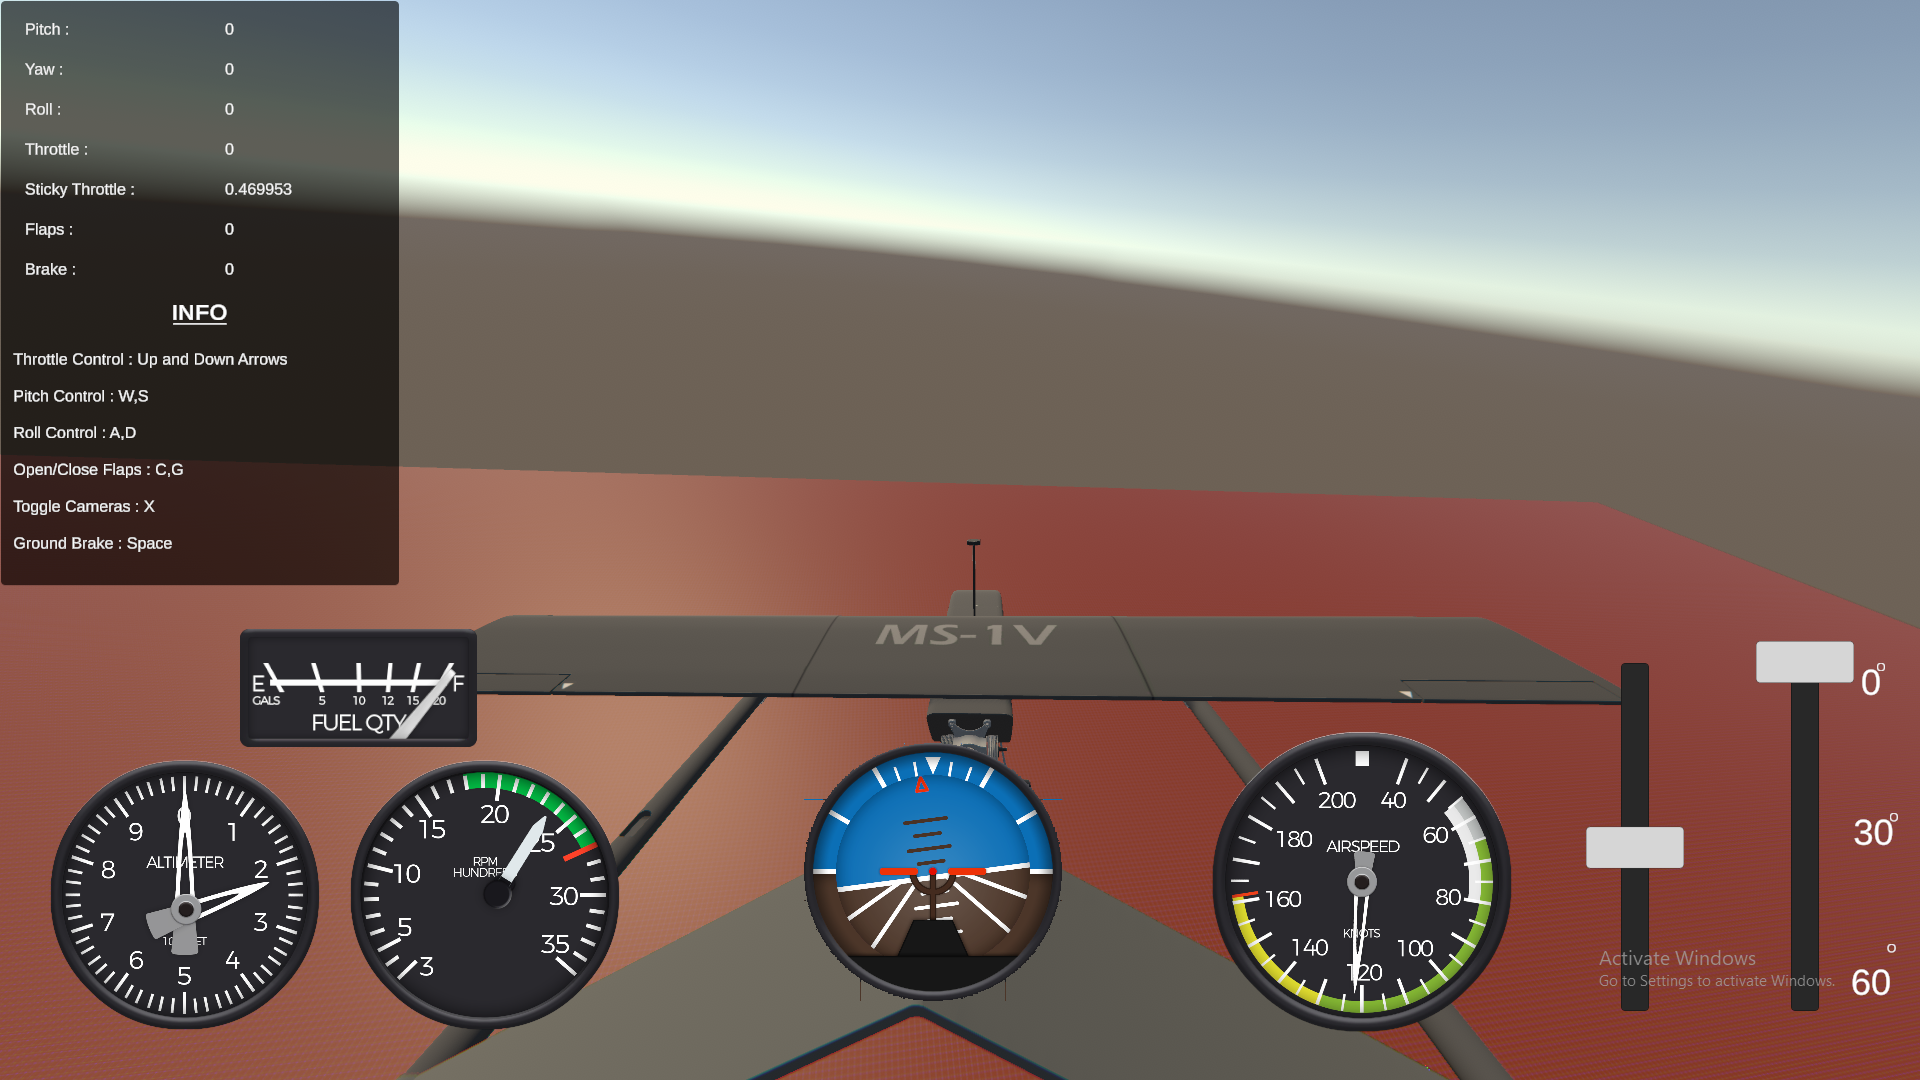 Pitch : 0
Yaw : 0
Roll : 0
Throttle : 0
Sticky Throttle : 0.469953
Flaps : 0
Brake : 0
INFO
Throttle Control : Up and Down Arrows
Pitch Control : W,S
Roll Control : A,D
Open/Close Flaps : C,G
Toggle Cameras : X
Ground Brake : Space
MS-1V
E F
GALS 5 10 12 15 20
FUEL QTY
0
9 1
ALTIMETER
8 2
7 3
6 4
5
20
15 25
RPM
10
30
5
35
3
200 40
180 60
AIRSPEED
160 80
KNOTS
140 100
120
0°
30°
60°
Activate Windows
Go to Settings to activate Windows.